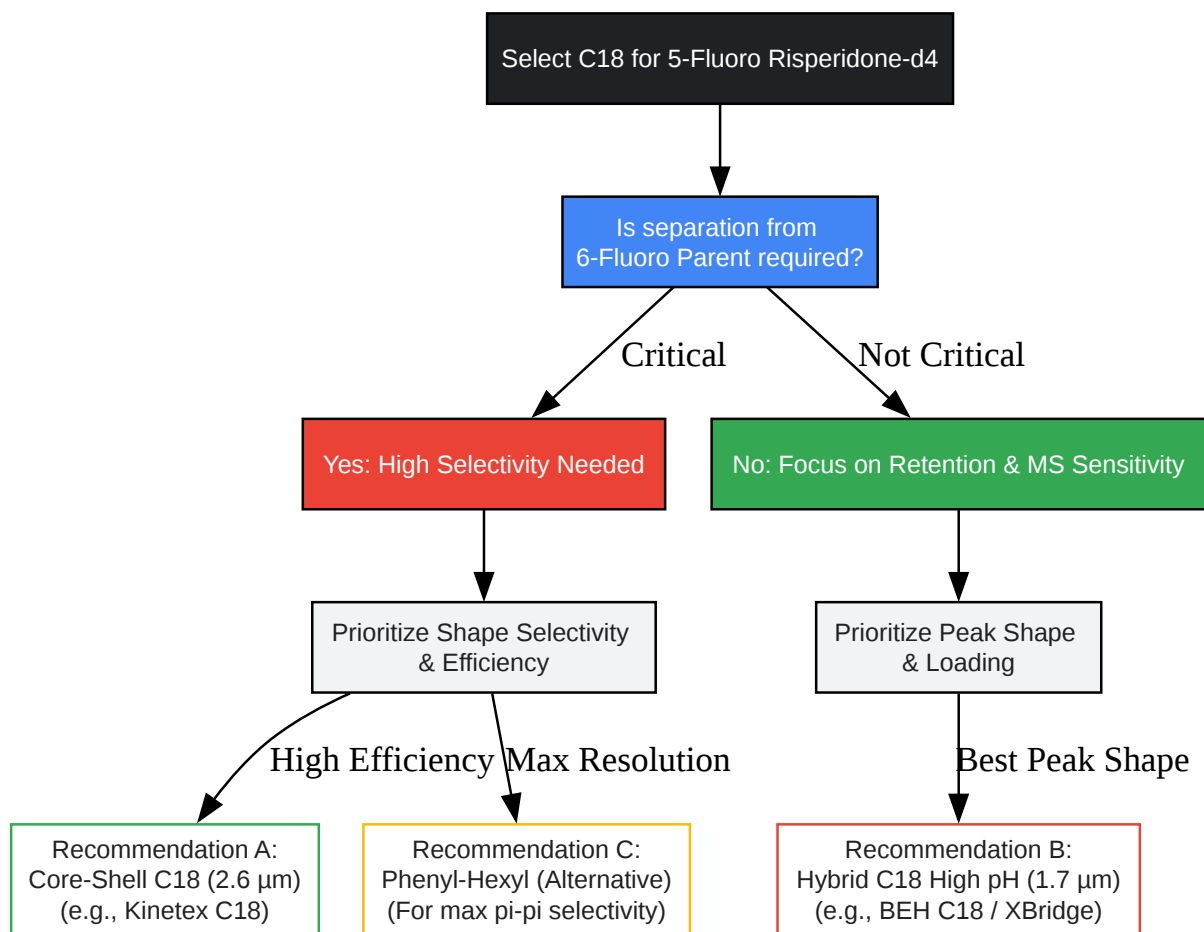 Select C18 for 5-Fluoro Risperidone-d4
Is separation from
6-Fluoro Parent required?
Critical
Not Critical
Yes: High Selectivity Needed
No: Focus on Retention & MS Sensitivity
Prioritize Shape Selectivity
& Efficiency
Prioritize Peak Shape
& Loading
High Efficiency
Max Resolution
Best Peak Shape
Recommendation A:
Core-Shell C18 (2.6 µm)
(e.g., Kinetex C18)
Recommendation C:
Phenyl-Hexyl (Alternative)
(For max pi-pi selectivity)
Recommendation B:
Hybrid C18 High pH (1.7 µm)
(e.g., BEH C18 / XBridge)